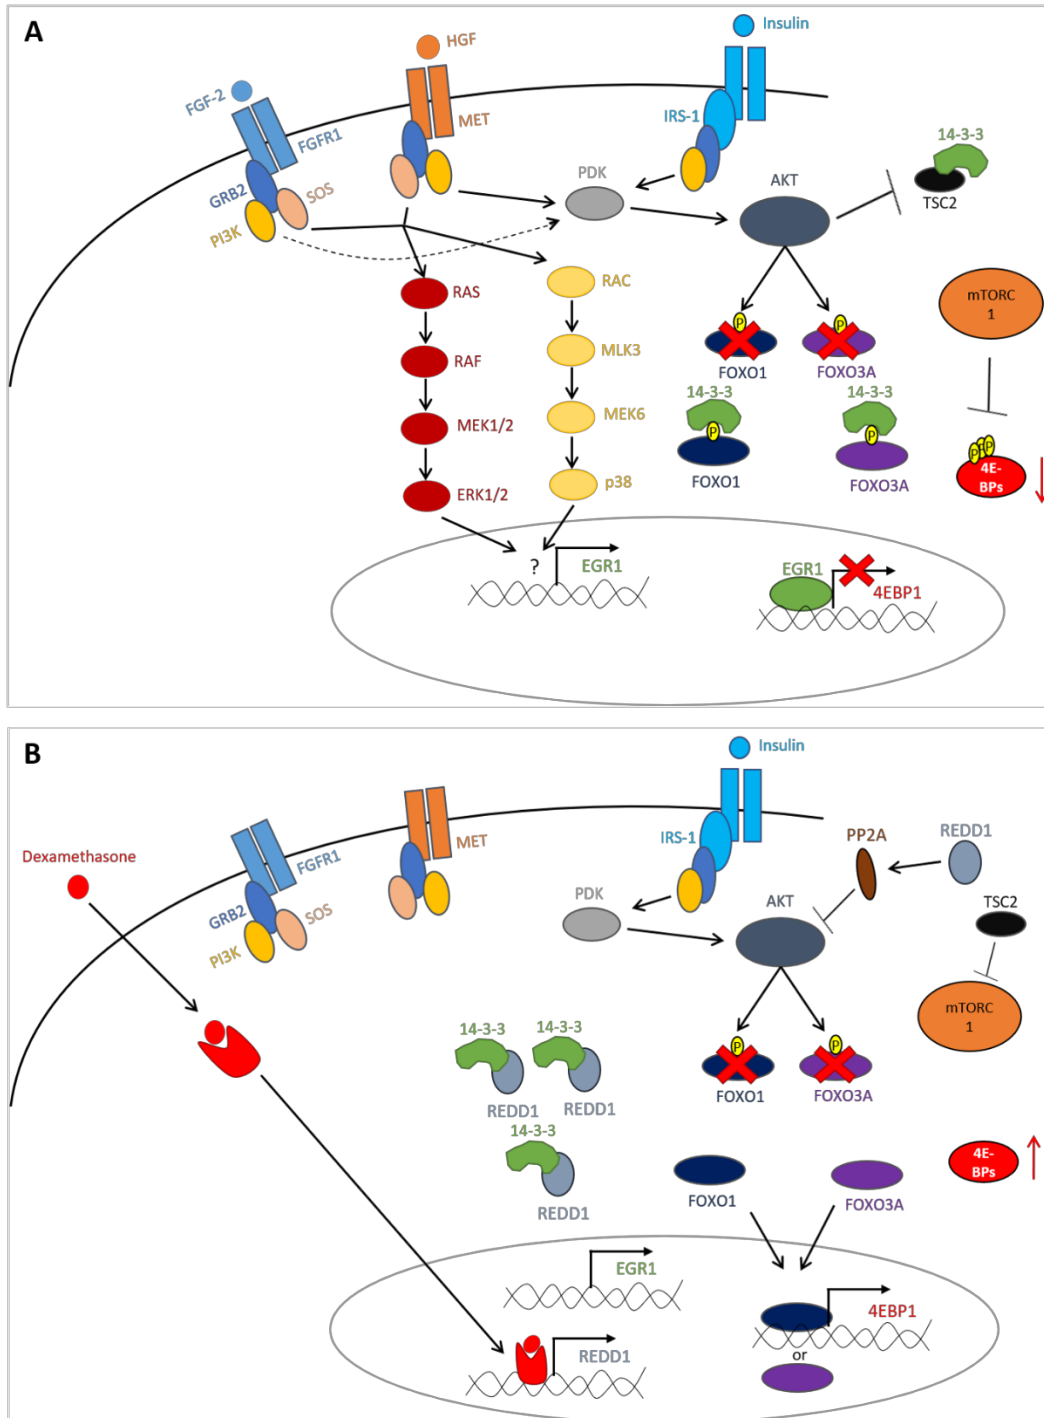 A
Insulin
HGF
FGF-2
FGFR1
MET
IRS-1
14-3-3
TSC2
PDK
AKT
GRB2
SOS
PI3K
RAS
RAC
mTORC
1
P
P
RAF
MLK3
FOXO1
FOXO3A
14-3-3
14-3-3
MEK1/2
MEK6
P
P
FOXO1
FOXO3A
P
P
P
4E-
BPs
ERK1/2
p38
?
EGR1
EGR1
4EBP1
B
Insulin
Dexamethasone
FGFR1
MET
IRS-1
PP2A
REDD1
PDK
AKT
TSC2
GRB2
SOS
PI3K
mTORC
1
14-3-3
14-3-3
P
P
REDD1
REDD1
FOXO1
FOXO3A
14-3-3
REDD1
4E-
BPs
FOXO1
FOXO3A
EGR1
4EBP1
REDD1
or